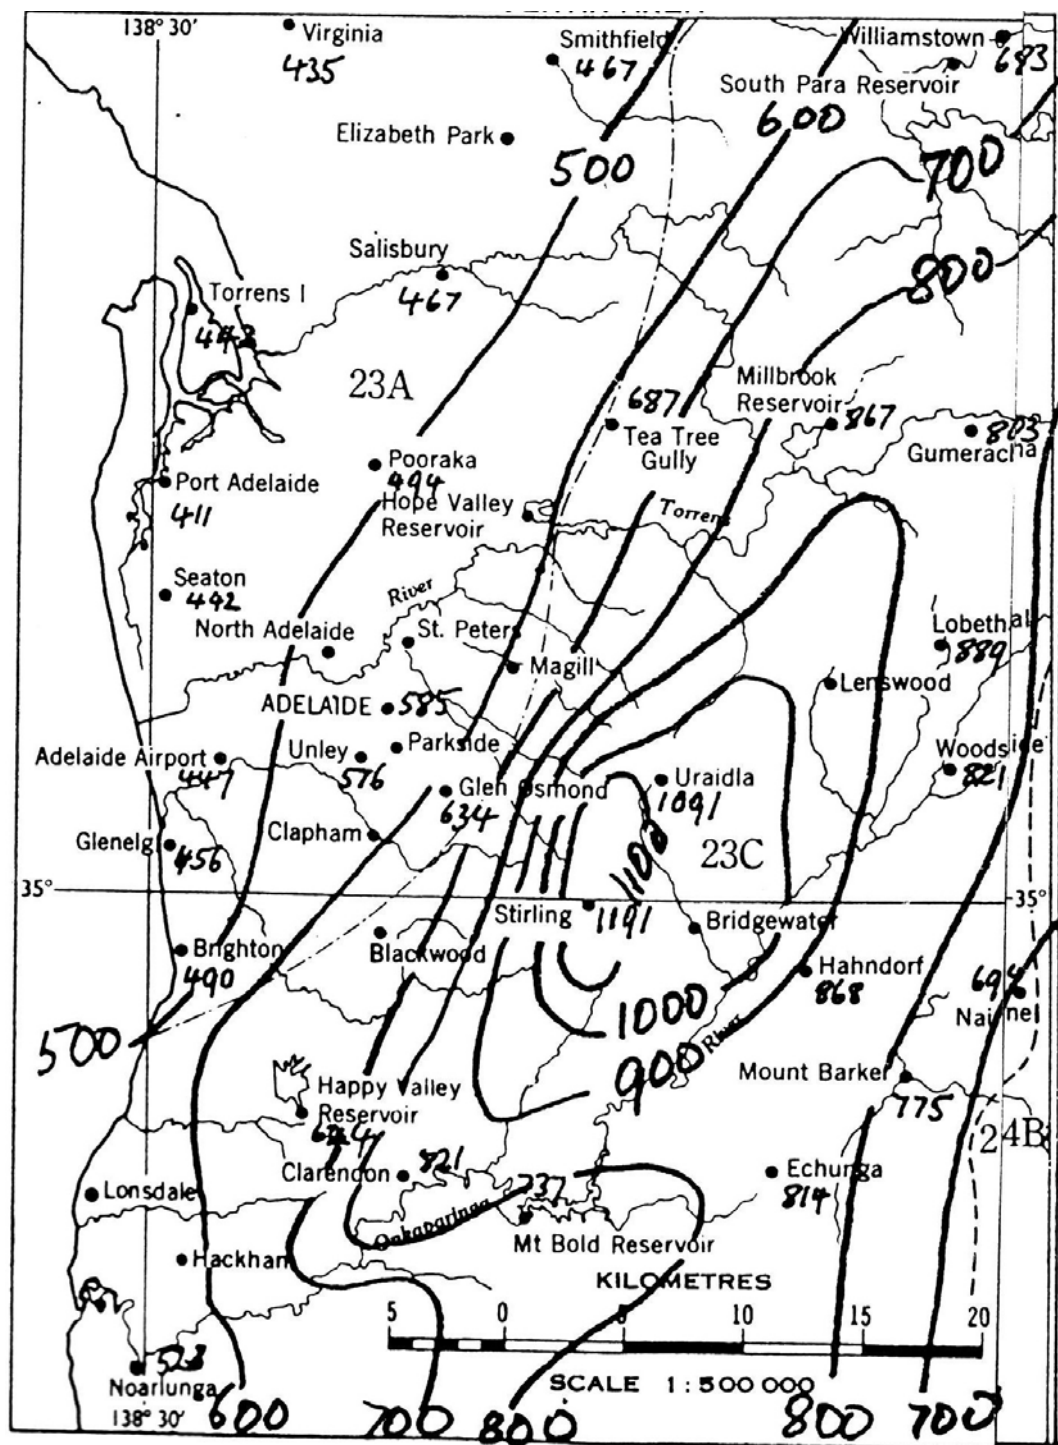 138° 30'
Virginia
435
Smithfield
467
Williamstown
683
South Para Reservoir
600
Elizabeth Park
500
700
Salisbury
467
800
Torrens I
443
23A
Millbrook
Reservoir
867
687
Tea Tree
Gully
803
Gumeracha
Pooraka
494
Port Adelaide
411
Hope Valley
Reservoir
Torrens
Seaton
442
River
North Adelaide
St. Peters
Magill
Lobethal
889
Lenswood
ADELAIDE
585
Adelaide Airport
447
Unley
576
Parkside
Woodside
821
Glen Osmond
634
Uraidla
1091
Glenelg
456
Clapham
1100
23C
35°
35°
Stirling
1191
Bridgewater
Brighton
490
Blackwood
Hahndorf
868
694
Nairne
500
1000
900
River
Mount Barker
775
Happy Valley
Reservoir
644
24B
Clarendon
821
737
Echunga
814
Lonsdale
Onkaparinga
Mt Bold Reservoir
Hackham
KILOMETRES
5 0 5 10 15 20
523
Noarlunga
SCALE 1:500 000
138° 30'
600
700
800
800
700